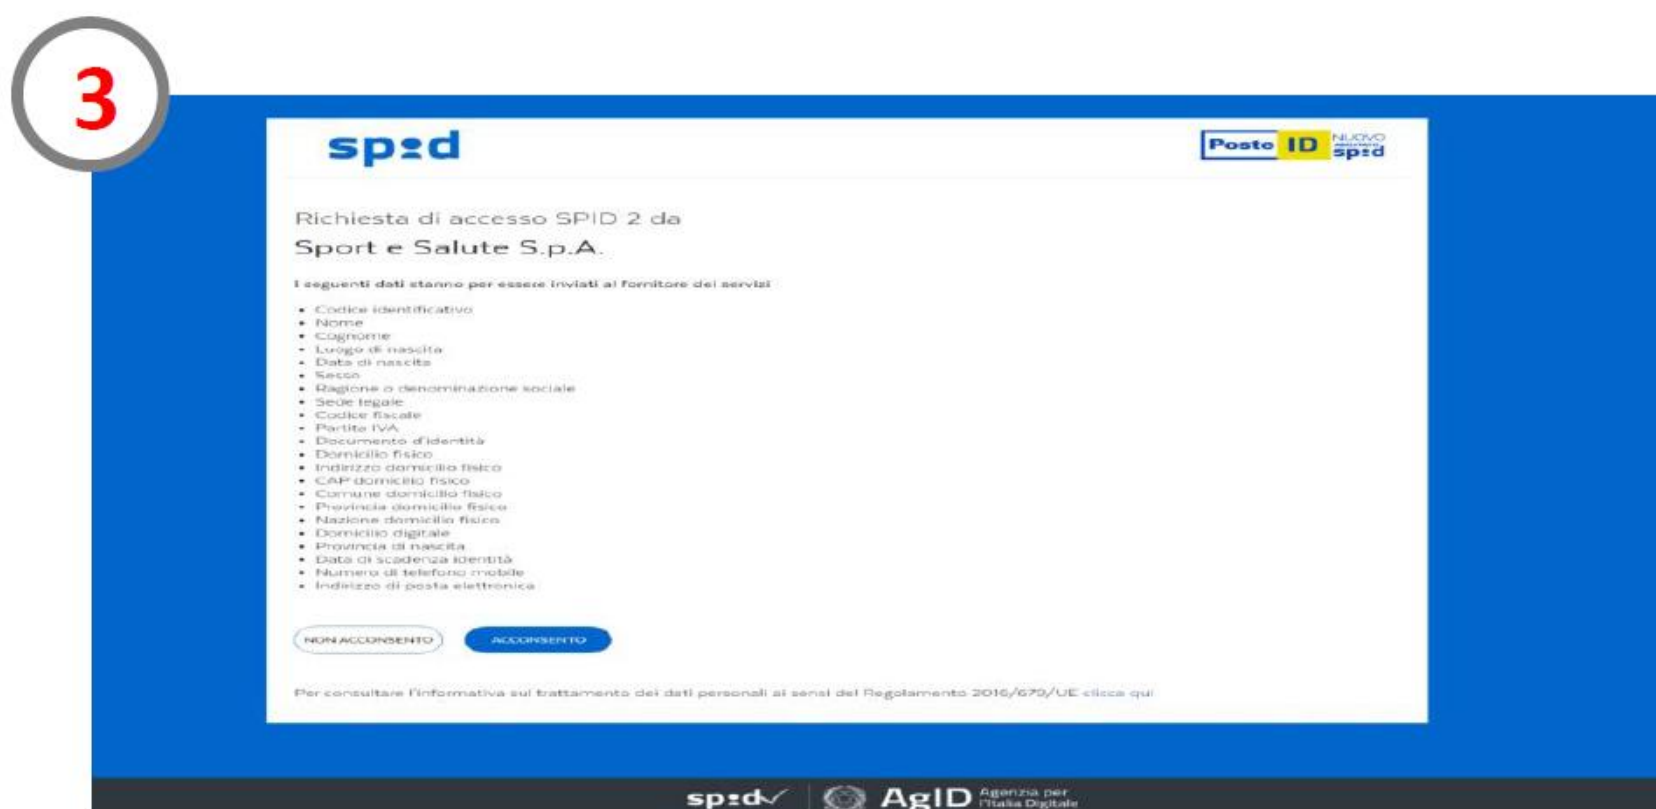 3
spid
Poste ID NUOVO spid
Richiesta di accesso SPID 2 da
Sport e Salute S.p.A.
I seguenti dati stanno per essere inviati al fornitore dei servizi
• Codice identificativo
• Nome
• Cognome
• Luogo di nascita
• Data di nascita
• Sesso
• Ragione o denominazione sociale
• Sede legale
• Codice fiscale
• Partita IVA
• Documento d'identità
• Domicilio fisico
• Indirizzo domicilio fisico
• CAP domicilio fisico
• Comune domicilio fisico
• Provincia domicilio fisico
• Nazione domicilio fisico
• Domicilio digitale
• Provincia di nascita
• Data di scadenza identità
• Numero di telefono mobile
• Indirizzo di posta elettronica
NON ACCONSENTO ACCONSENTO
Per consultare l'informativa sul trattamento dei dati personali ai sensi del Regolamento 2016/679/UE clicca qui
spid AgID Agenzia per
l'Italia Digitale